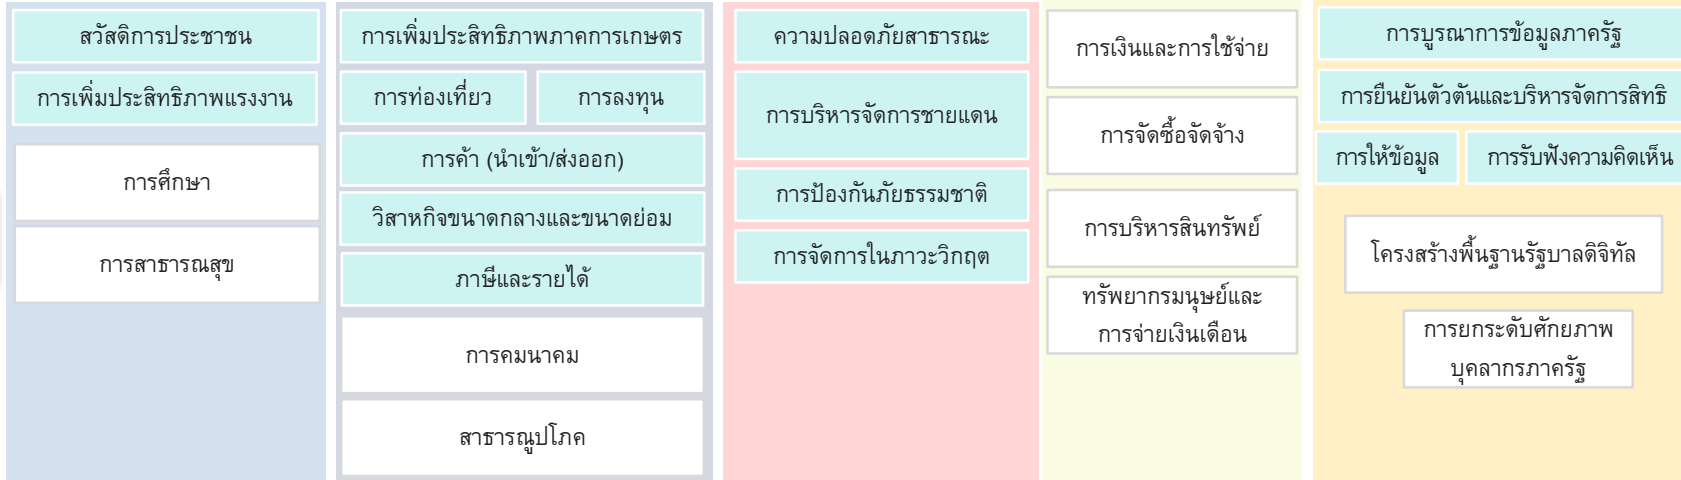 สวัสดิการประชาชน
การเพิ่มประสิทธิภาพแรงงาน
การศึกษา
การสาธารณสุข
การเพิ่มประสิทธิภาพภาคการเกษตร
การท่องเที่ยว
การลงทุน
การค้า (นำเข้า/ส่งออก)
วิสาหกิจขนาดกลางและขนาดย่อม
ภาษีและรายได้
การคมนาคม
สาธารณูปโภค
ความปลอดภัยสาธารณะ
การบริหารจัดการชายแดน
การป้องกันภัยธรรมชาติ
การจัดการในภาวะวิกฤต
การเงินและการใช้จ่าย
การจัดซื้อจัดจ้าง
การบริหารสินทรัพย์
ทรัพยากรมนุษย์และ
การจ่ายเงินเดือน
การบูรณาการข้อมูลภาครัฐ
การยืนยันตัวตันและบริหารจัดการสิทธิ
การให้ข้อมูล
การรับฟังความคิดเห็น
โครงสร้างพื้นฐานรัฐบาลดิจิทัล
การยกระดับศักยภาพ
บุคลากรภาครัฐ